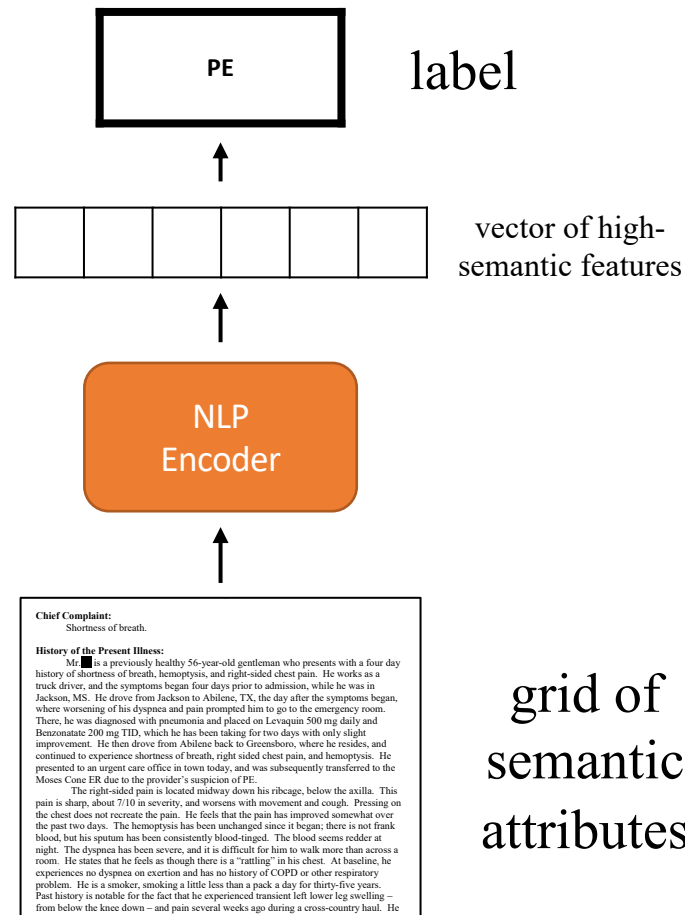 PE
label
vector of high-
semantic features
NLP
Encoder
Chief Complaint:
Shortness of breath.
History of the Present Illness:
Mr. is a previously healthy 56-year-old gentleman who presents with a four day
history of shortness of breath, hemoptysis, and right-sided chest pain. He works as a
truck driver, and the symptoms began four days prior to admission, while he was in
Jackson, MS. He drove from Jackson to Abilene, TX, the day after the symptoms began,
where worsening of his dyspnea and pain prompted him to go to the emergency room.
There, he was diagnosed with pneumonia and placed on Levaquin 500 mg daily and
Benzonatate 200 mg TID, which he has been taking for two days with only slight
improvement. He then drove from Abilene back to Greensboro, where he resides, and
continued to experience shortness of breath, right sided chest pain, and hemoptysis. He
presented to an urgent care office in town today, and was subsequently transferred to the
Moses Cone ER due to the provider's suspicion of PE.
The right-sided pain is located midway down his ribcage, below the axilla. This
pain is sharp, about 7/10 in severity, and worsens with movement and cough. Pressing on
the chest does not recreate the pain. He feels that the pain has improved somewhat over
the past two days. The hemoptysis has been unchanged since it began; there is not frank
blood, but his sputum has been consistently blood-tinged. The blood seems redder at
night. The dyspnea has been severe, and it is difficult for him to walk more than across a
room. He states that he feels as though there is a “rattling” in his chest. At baseline, he
experiences no dyspnea on exertion and has no history of COPD or other respiratory
problem. He is a smoker, smoking a little less than a pack a day for thirty-five years.
Past history is notable for the fact that he experienced transient left lower leg swelling –
from below the knee down – and pain several weeks ago during a cross-country haul. He
grid of
semantic
attributes